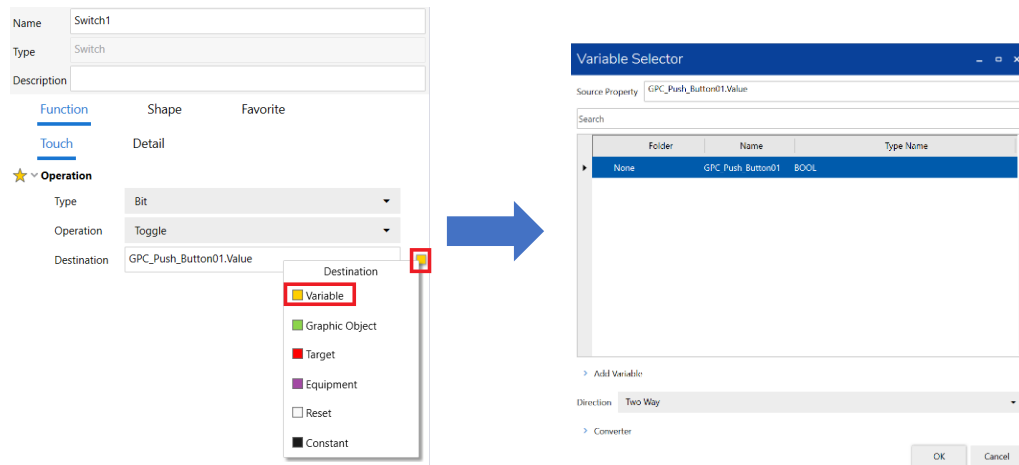 Name Switch1
Type Switch
Description
Function Shape Favorite
Touch Detail
Operation
Type Bit
Operation Toggle
Destination GPC_Push_Button01.Value
Destination
Variable
Graphic Object
Target
Equipment
Reset
Constant
Variable Selector
Source Property GPC_Push_Button01.Value
Search
Folder Name Type Name
None GPC Push Button01 BOOL
Add Variable
Direction Two Way
Converter
OK Cancel